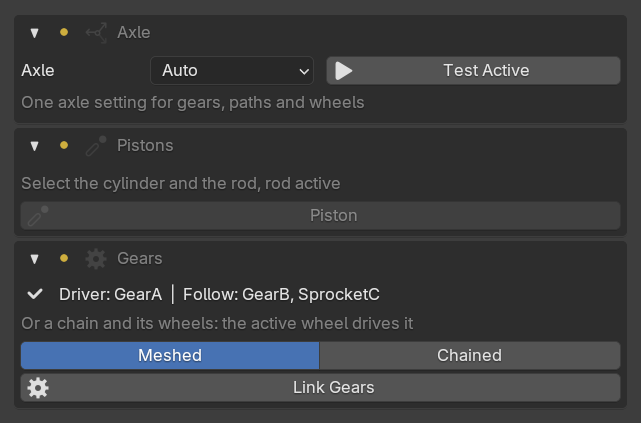 Axle
Axle Auto Test Active
One axle setting for gears, paths and wheels
Pistons
Select the cylinder and the rod, rod active
Piston
Gears
Driver: GearA | Follow: GearB, SprocketC
Or a chain and its wheels: the active wheel drives it
Meshed Chained
Link Gears